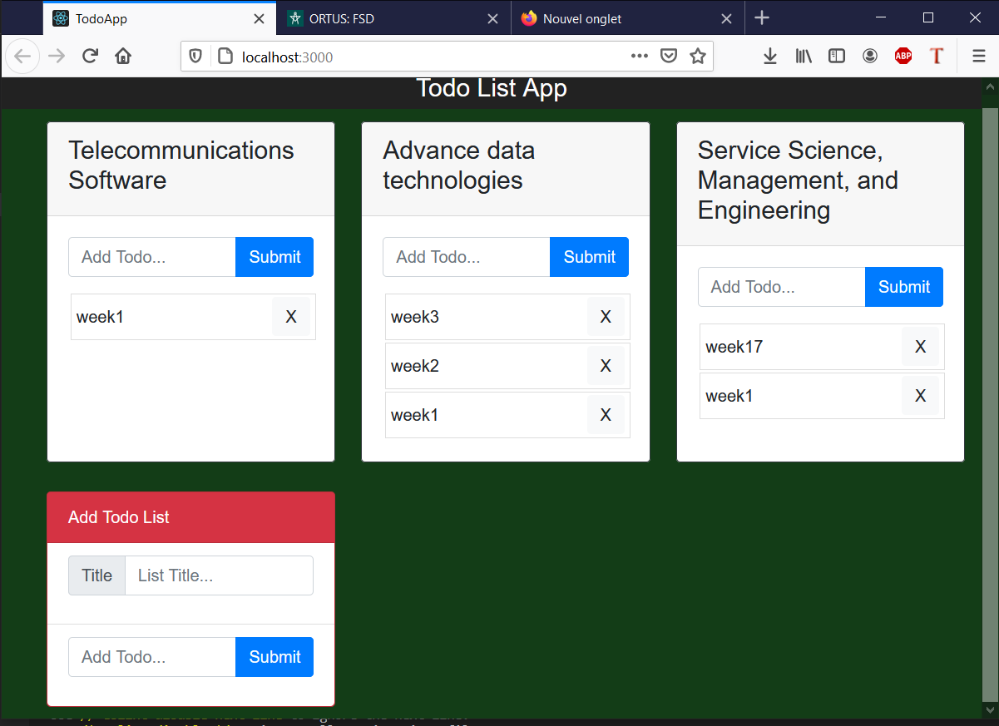 TodoApp
ORTUS: FSD
Nouvel onglet
localhost:3000
ABP
T
Todo List App
Telecommunications
Software
Add Todo...
Submit
week1
X
Advance data
technologies
Add Todo...
Submit
week3
X
week2
X
week1
X
Service Science,
Management, and
Engineering
Add Todo...
Submit
week17
X
week1
X
Add Todo List
Title
List Title...
Add Todo...
Submit